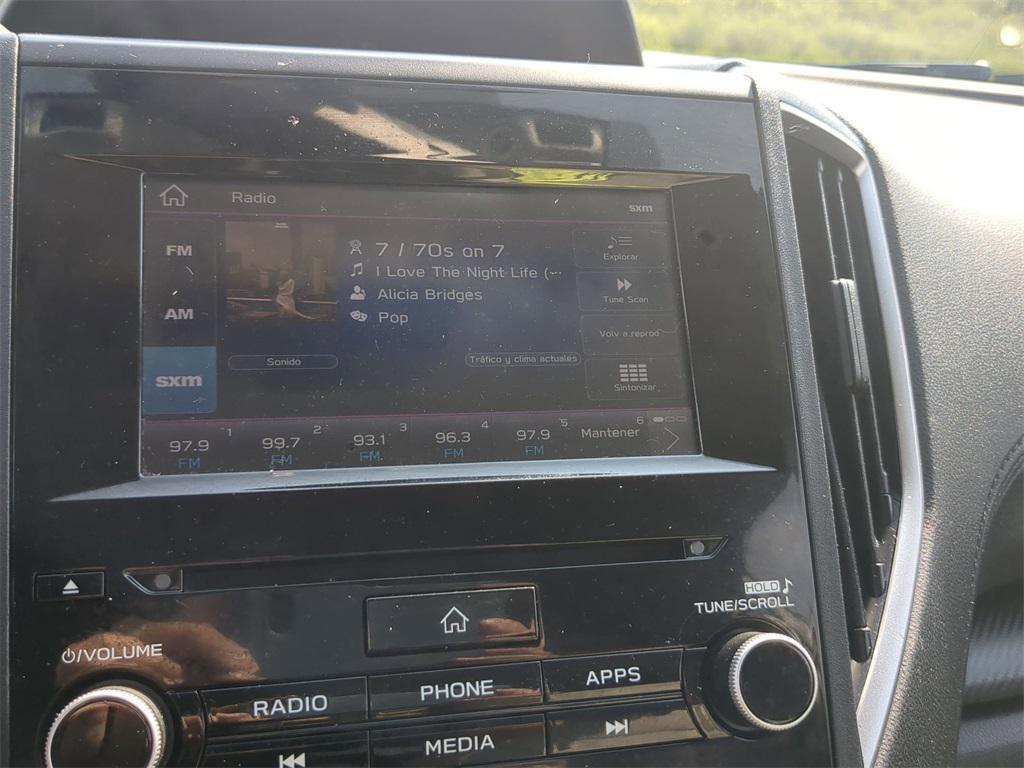 Radio
sxm
FM
AM
sxm
7 / 70s on 7
I Love The Night Life (···
Alicia Bridges
Pop
Sonido
Tráfico y clima actuales
Explorar
Tune Scan
Volv a reprod
Sintonizar
1 2 3 4 5 6
97.9 99.7 93.1 96.3 97.9 Mantener
FM FM FM FM FM
HOLD
TUNE/SCROLL
/VOLUME
RADIO PHONE APPS
MEDIA